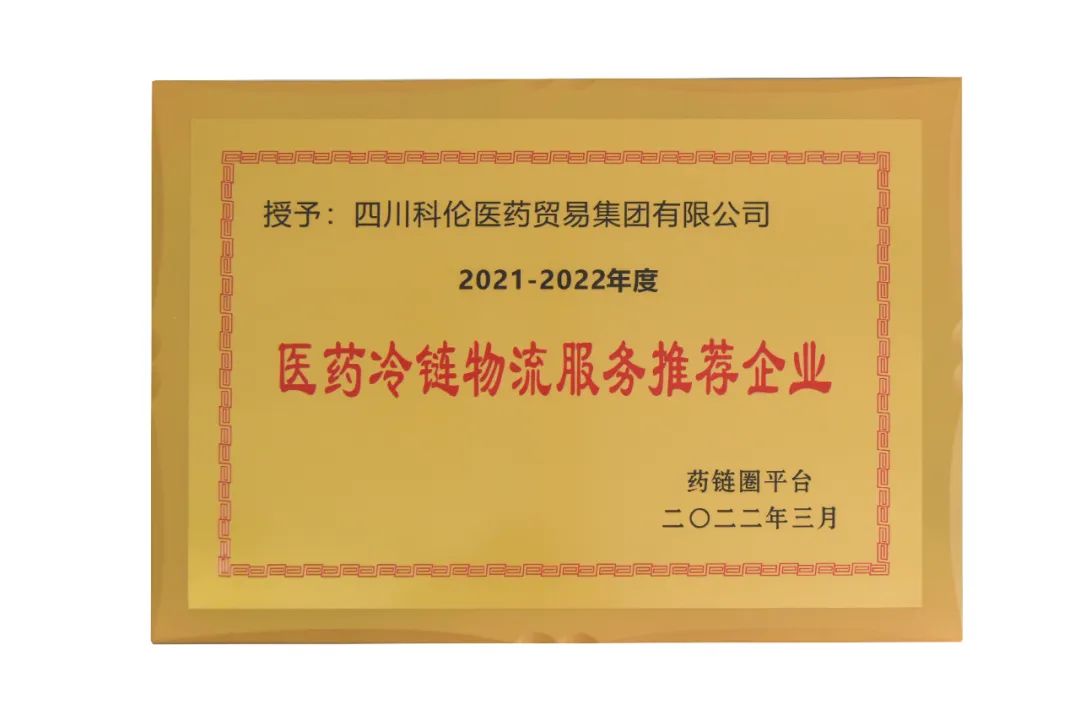 授予：四川科伦医药贸易集团有限公司
2021-2022年度
医药冷链物流服务推荐企业
药链圈平台
二〇二二年三月